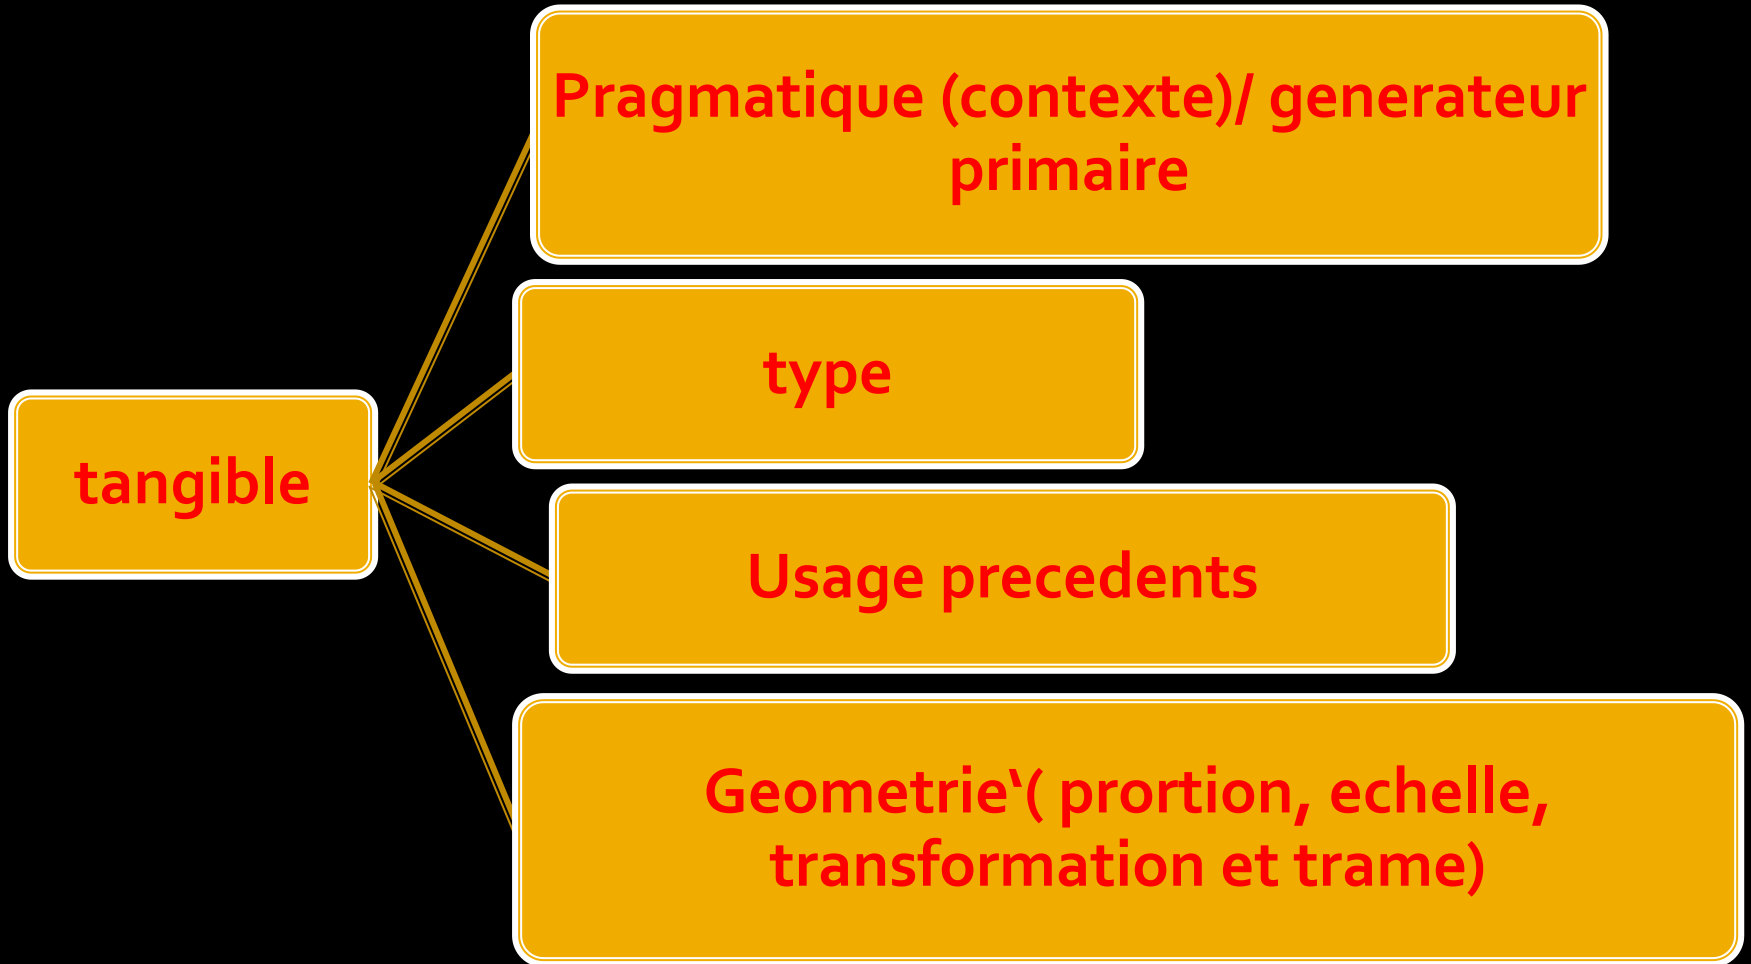 Pragmatique (contexte)/ generateur
primaire
type
tangible
Usage precedents
Geometrie‘( prortion, echelle,
transformation et trame)